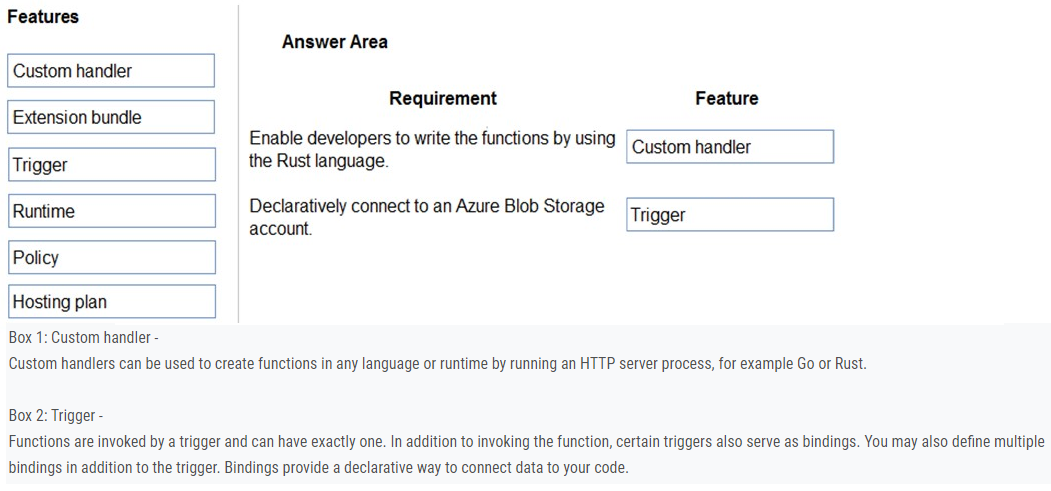 Features
Custom handler
Extension bundle
Trigger
Runtime
Policy
Hosting plan
Answer Area
Requirement Feature
Enable developers to write the functions by using
the Rust language.
Custom handler
Declaratively connect to an Azure Blob Storage
account.
Trigger
Box 1: Custom handler -
Custom handlers can be used to create functions in any language or runtime by running an HTTP server process, for example Go or Rust.
Box 2: Trigger -
Functions are invoked by a trigger and can have exactly one. In addition to invoking the function, certain triggers also serve as bindings. You may also define multiple
bindings in addition to the trigger. Bindings provide a declarative way to connect data to your code.